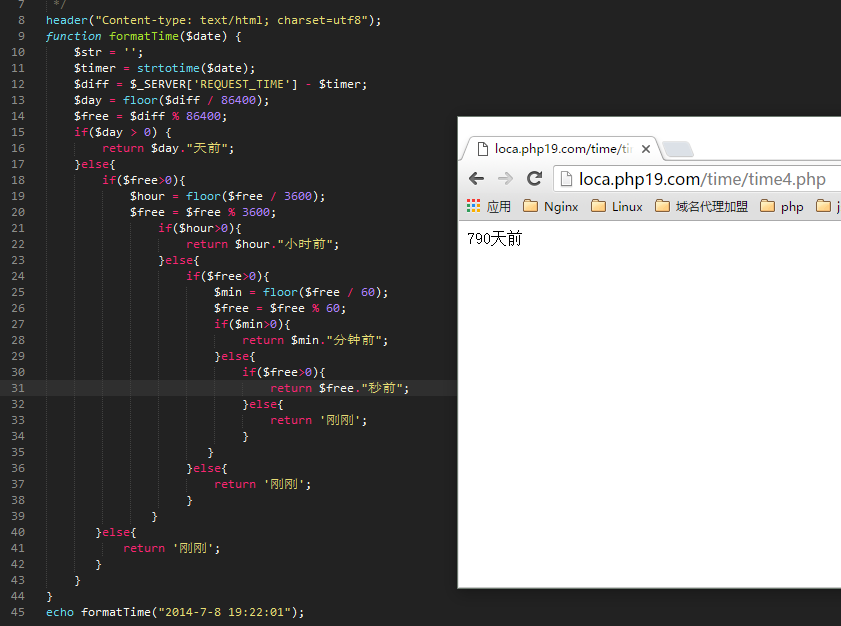 7 */
8 header("Content-type: text/html; charset=utf8");
9 function formatTime($date) {
10 $str = '';
11 $timer = strtotime($date);
12 $diff = $_SERVER['REQUEST_TIME'] - $timer;
13 $day = floor($diff / 86400);
14 $free = $diff % 86400;
15 if($day > 0) {
16 return $day."天前";
17 }else{
18 if($free>0){
19 $hour = floor($free / 3600);
20 $free = $free % 3600;
21 if($hour>0){
22 return $hour."小时前";
23 }else{
24 if($free>0){
25 $min = floor($free / 60);
26 $free = $free % 60;
27 if($min>0){
28 return $min."分钟前";
29 }else{
30 if($free>0){
31 return $free."秒前";
32 }else{
33 return '刚刚';
34 }
35 }
36 }else{
37 return '刚刚';
38 }
39 }
40 }else{
41 return '刚刚';
42 }
43 }
44 }
45 echo formatTime("2014-7-8 19:22:01");
loca.php19.com/time/ti
loca.php19.com/time/time4.php
应用 Nginx Linux 域名代理加盟 php j
790天前